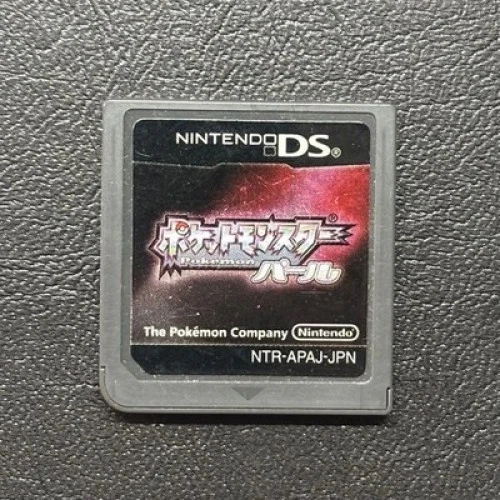 NINTENDO DS®
ポケットモンスター®
Pokémon
パール
The Pokémon Company Nintendo®
NTR-APAJ-JPN